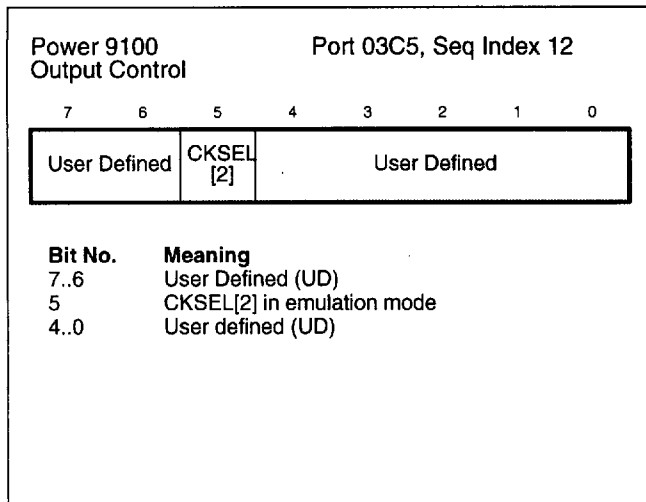 Power 9100 Port 03C5, Seq Index 12
Output Control
7 6 5 4 3 2 1 0
User Defined CKSEL [2] User Defined
Bit No. Meaning
7..6 User Defined (UD)
5 CKSEL[2] in emulation mode
4..0 User defined (UD)